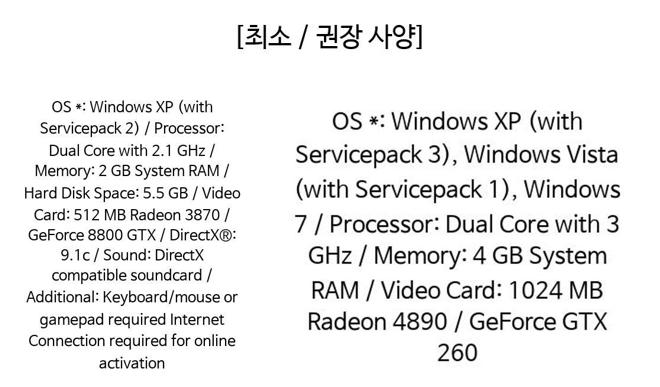 [최소 / 권장 사양]
OS *: Windows XP (with
Servicepack 2) / Processor:
Dual Core with 2.1 GHz /
Memory: 2 GB System RAM /
Hard Disk Space: 5.5 GB / Video
Card: 512 MB Radeon 3870 /
GeForce 8800 GTX / DirectX®:
9.1c / Sound: DirectX
compatible soundcard /
Additional: Keyboard/mouse or
gamepad required Internet
Connection required for online
activation
OS *: Windows XP (with
Servicepack 3), Windows Vista
(with Servicepack 1), Windows
7 / Processor: Dual Core with 3
GHz / Memory: 4 GB System
RAM / Video Card: 1024 MB
Radeon 4890 / GeForce GTX
260